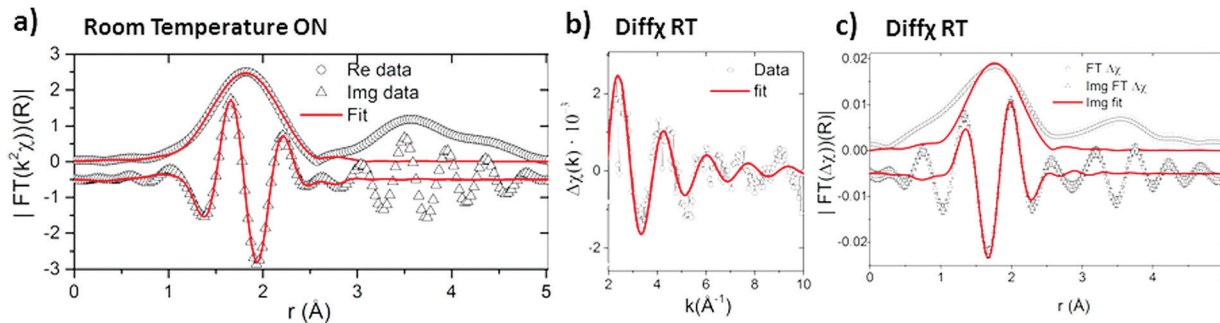 a) Room Temperature ON
3
2
1
0
-1
-2
-3
| FT(k²χ))(R)|
Re data
Img data
Fit
0 1 2 3 4 5
r (Å)
b) Diffχ RT
2
0
-2
Δχ(k) · 10⁻³
Data
fit
2 4 6 8 10
k(Å⁻¹)
c) Diffχ RT
0.02
0.01
0.00
-0.01
-0.02
| FT(Δχ))(R)|
FT Δχ
Img FT Δχ
Img fit
0 1 2 3 4
r (Å)